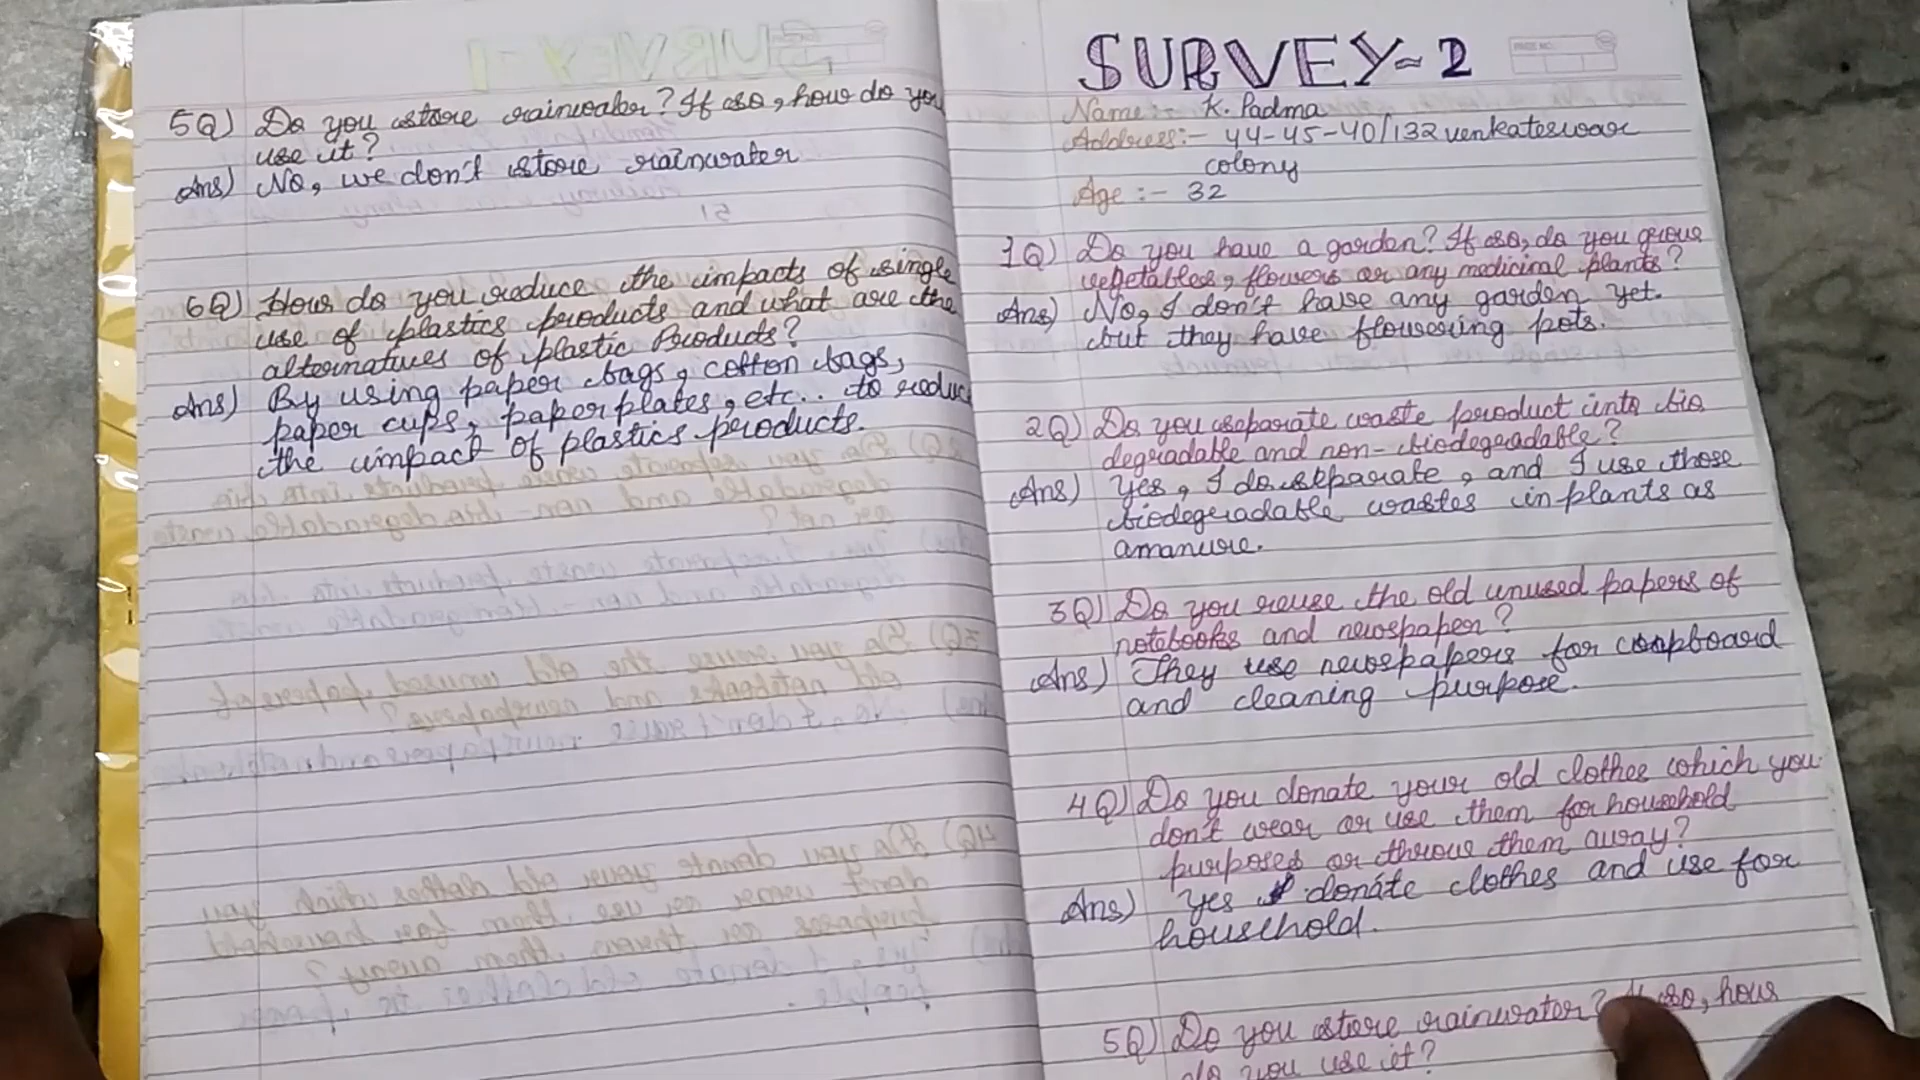 5Q) Do you store rainwater? If so, how do you
use it?
Ans) No, we don't store rainwater
6Q) How do you reduce the impacts of single
use of plastics products and what are the
alternatives of plastic Products?
Ans) By using paper bags, cotton bags,
paper cups, paper plates, etc.. to reduc
the impact of plastics products.
SURVEY-2
PAGE NO.
Name:- K. Padma
Address:- 44-45-40/132 venkateswar
colony
Age :- 32
1Q) Do you have a garden? If so, do you grow
vegetables, flowers or any medicimal plants?
Ans) No, I don't have any garden yet.
but they have flowering pots.
2Q) Do you separate waste product into bio
degradable and non-biodegradable?
Ans) Yes, I do separate, and I use those
biodegradable wastes in plants as
amanure.
3Q) Do you reuse the old unused papers of
notebooks and newspaper?
Ans) They use newspapers for coopboard
and cleaning purpose.
4Q) Do you donate your old clothes which you
don't wear or use them for household
purposes or throw them away?
Ans) Yes I donate clothes and use for
household.
5Q) Do you store rainwater? If so, how
do you use it?